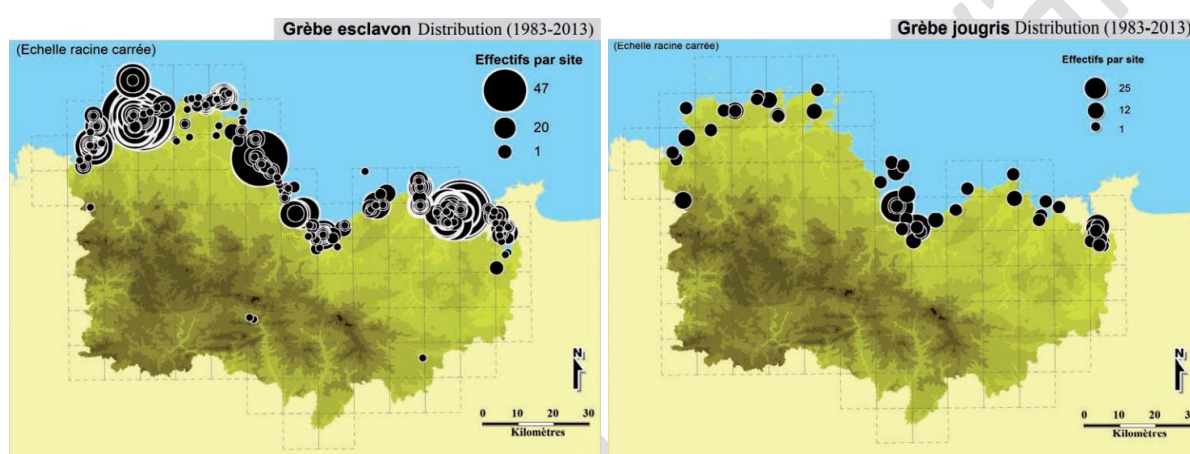 Grèbe esclavon Distribution (1983-2013)
(Echelle racine carrée)
Effectifs par site
47
20
1
N
0 10 20 30
Kilomètres
Grèbe jougris Distribution (1983-2013)
(Echelle racine carrée)
Effectifs par site
25
12
1
N
0 10 20 3
Kilomètres